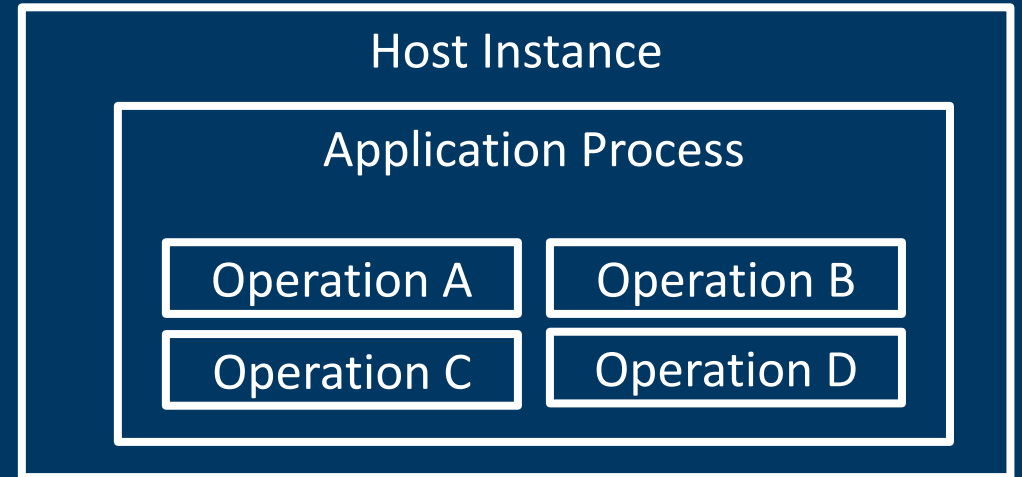 Host Instance
Application Process
Operation A
Operation B
Operation C
Operation D